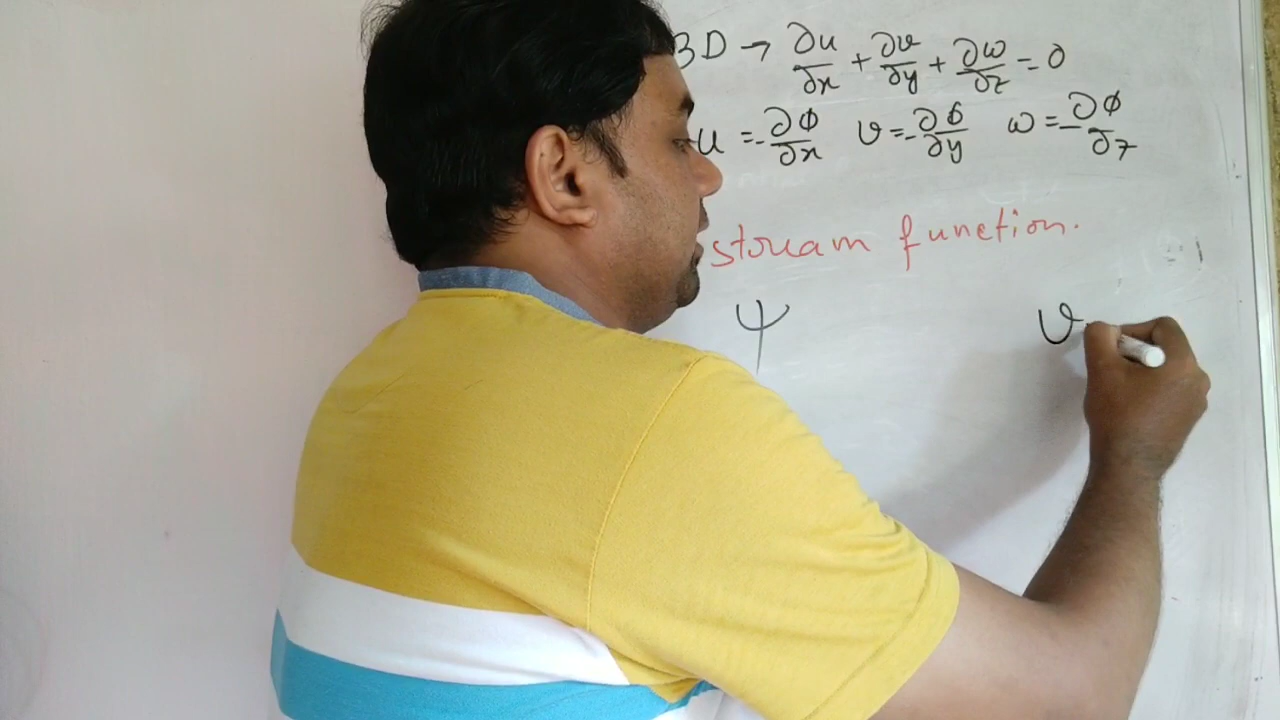 3D → ∂u/∂x + ∂v/∂y + ∂w/∂z = 0
u = -∂ϕ/∂x v = -∂ϕ/∂y w = -∂ϕ/∂z
stream function.
ψ v